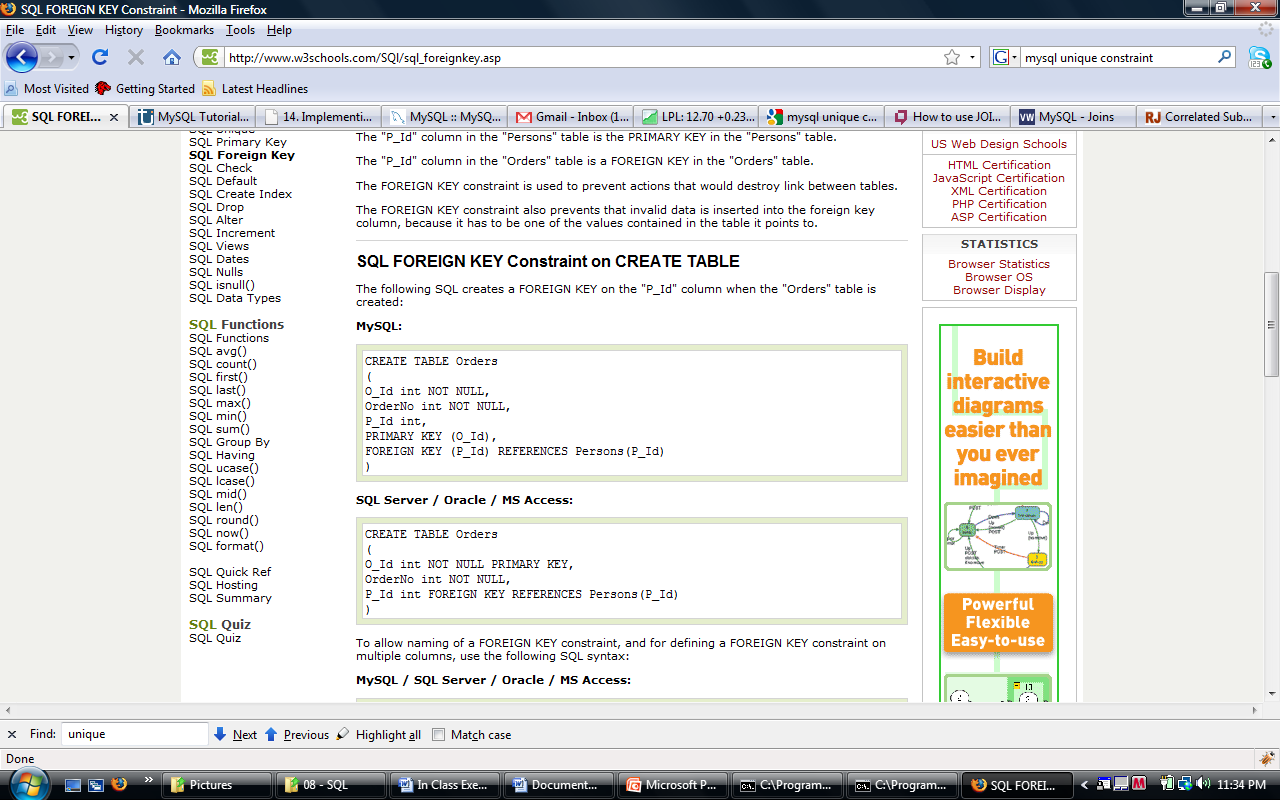 SQL FOREIGN KEY Constraint - Mozilla Firefox
File Edit View History Bookmarks Tools Help
http://www.w3schools.com/SQl/sql_foreignkey.asp
mysql unique constraint
Most Visited Getting Started Latest Headlines
SQL FOREI... MySQL Tutorial... 14. Implementi... MySQL :: MySQ... Gmail - Inbox (1... LPL: 12.70 +0.23... mysql unique c... How to use JOI... MySQL - Joins Correlated Sub...
SQL Unique
SQL Primary Key
SQL Foreign Key
SQL Check
SQL Default
SQL Create Index
SQL Drop
SQL Alter
SQL Increment
SQL Views
SQL Dates
SQL Nulls
SQL isnull()
SQL Data Types
SQL Functions
SQL Functions
SQL avg()
SQL count()
SQL first()
SQL last()
SQL max()
SQL min()
SQL sum()
SQL Group By
SQL Having
SQL ucase()
SQL lcase()
SQL mid()
SQL len()
SQL round()
SQL now()
SQL format()
SQL Quick Ref
SQL Hosting
SQL Summary
SQL Quiz
SQL Quiz
The "P_Id" column in the "Persons" table is the PRIMARY KEY in the "Persons" table.
The "P_Id" column in the "Orders" table is a FOREIGN KEY in the "Orders" table.
The FOREIGN KEY constraint is used to prevent actions that would destroy link between tables.
The FOREIGN KEY constraint also prevents that invalid data is inserted into the foreign key
column, because it has to be one of the values contained in the table it points to.
SQL FOREIGN KEY Constraint on CREATE TABLE
The following SQL creates a FOREIGN KEY on the "P_Id" column when the "Orders" table is
created:
MySQL:
CREATE TABLE Orders
(
O_Id int NOT NULL,
OrderNo int NOT NULL,
P_Id int,
PRIMARY KEY (O_Id),
FOREIGN KEY (P_Id) REFERENCES Persons(P_Id)
)
SQL Server / Oracle / MS Access:
CREATE TABLE Orders
(
O_Id int NOT NULL PRIMARY KEY,
OrderNo int NOT NULL,
P_Id int FOREIGN KEY REFERENCES Persons(P_Id)
)
To allow naming of a FOREIGN KEY constraint, and for defining a FOREIGN KEY constraint on
multiple columns, use the following SQL syntax:
MySQL / SQL Server / Oracle / MS Access:
US Web Design Schools
HTML Certification
JavaScript Certification
XML Certification
PHP Certification
ASP Certification
STATISTICS
Browser Statistics
Browser OS
Browser Display
Build
interactive
diagrams
easier than
you ever
imagined
Powerful
Flexible
Easy-to-use
Find: unique Next Previous Highlight all Match case
Done
Pictures 08 - SQL In Class Exe... Document... Microsoft P... C:\Program... C:\Program... SQL FOREI... 11:34 PM